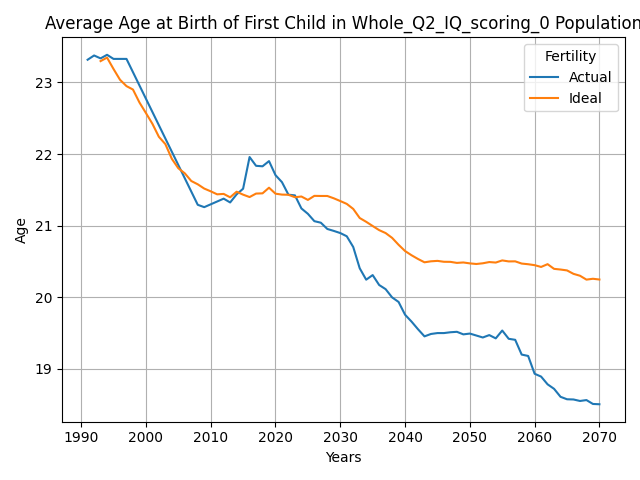 Average Age at Birth of First Child in Whole_Q2_IQ_scoring_0 Population
Fertility
Actual
Ideal
Age
23
22
21
20
19
1990 2000 2010 2020 2030 2040 2050 2060 2070
Years